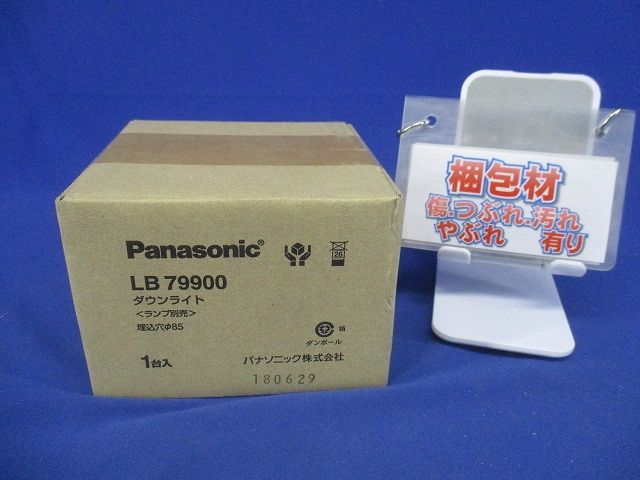 Panasonic®
LB 79900
ダウンライト
<ランプ別売>
埋込穴φ85
1台入
26
箱
ダンボール
パナソニック株式会社
180629
梱包材
傷・つぶれ・汚れ
やぶれ 有り